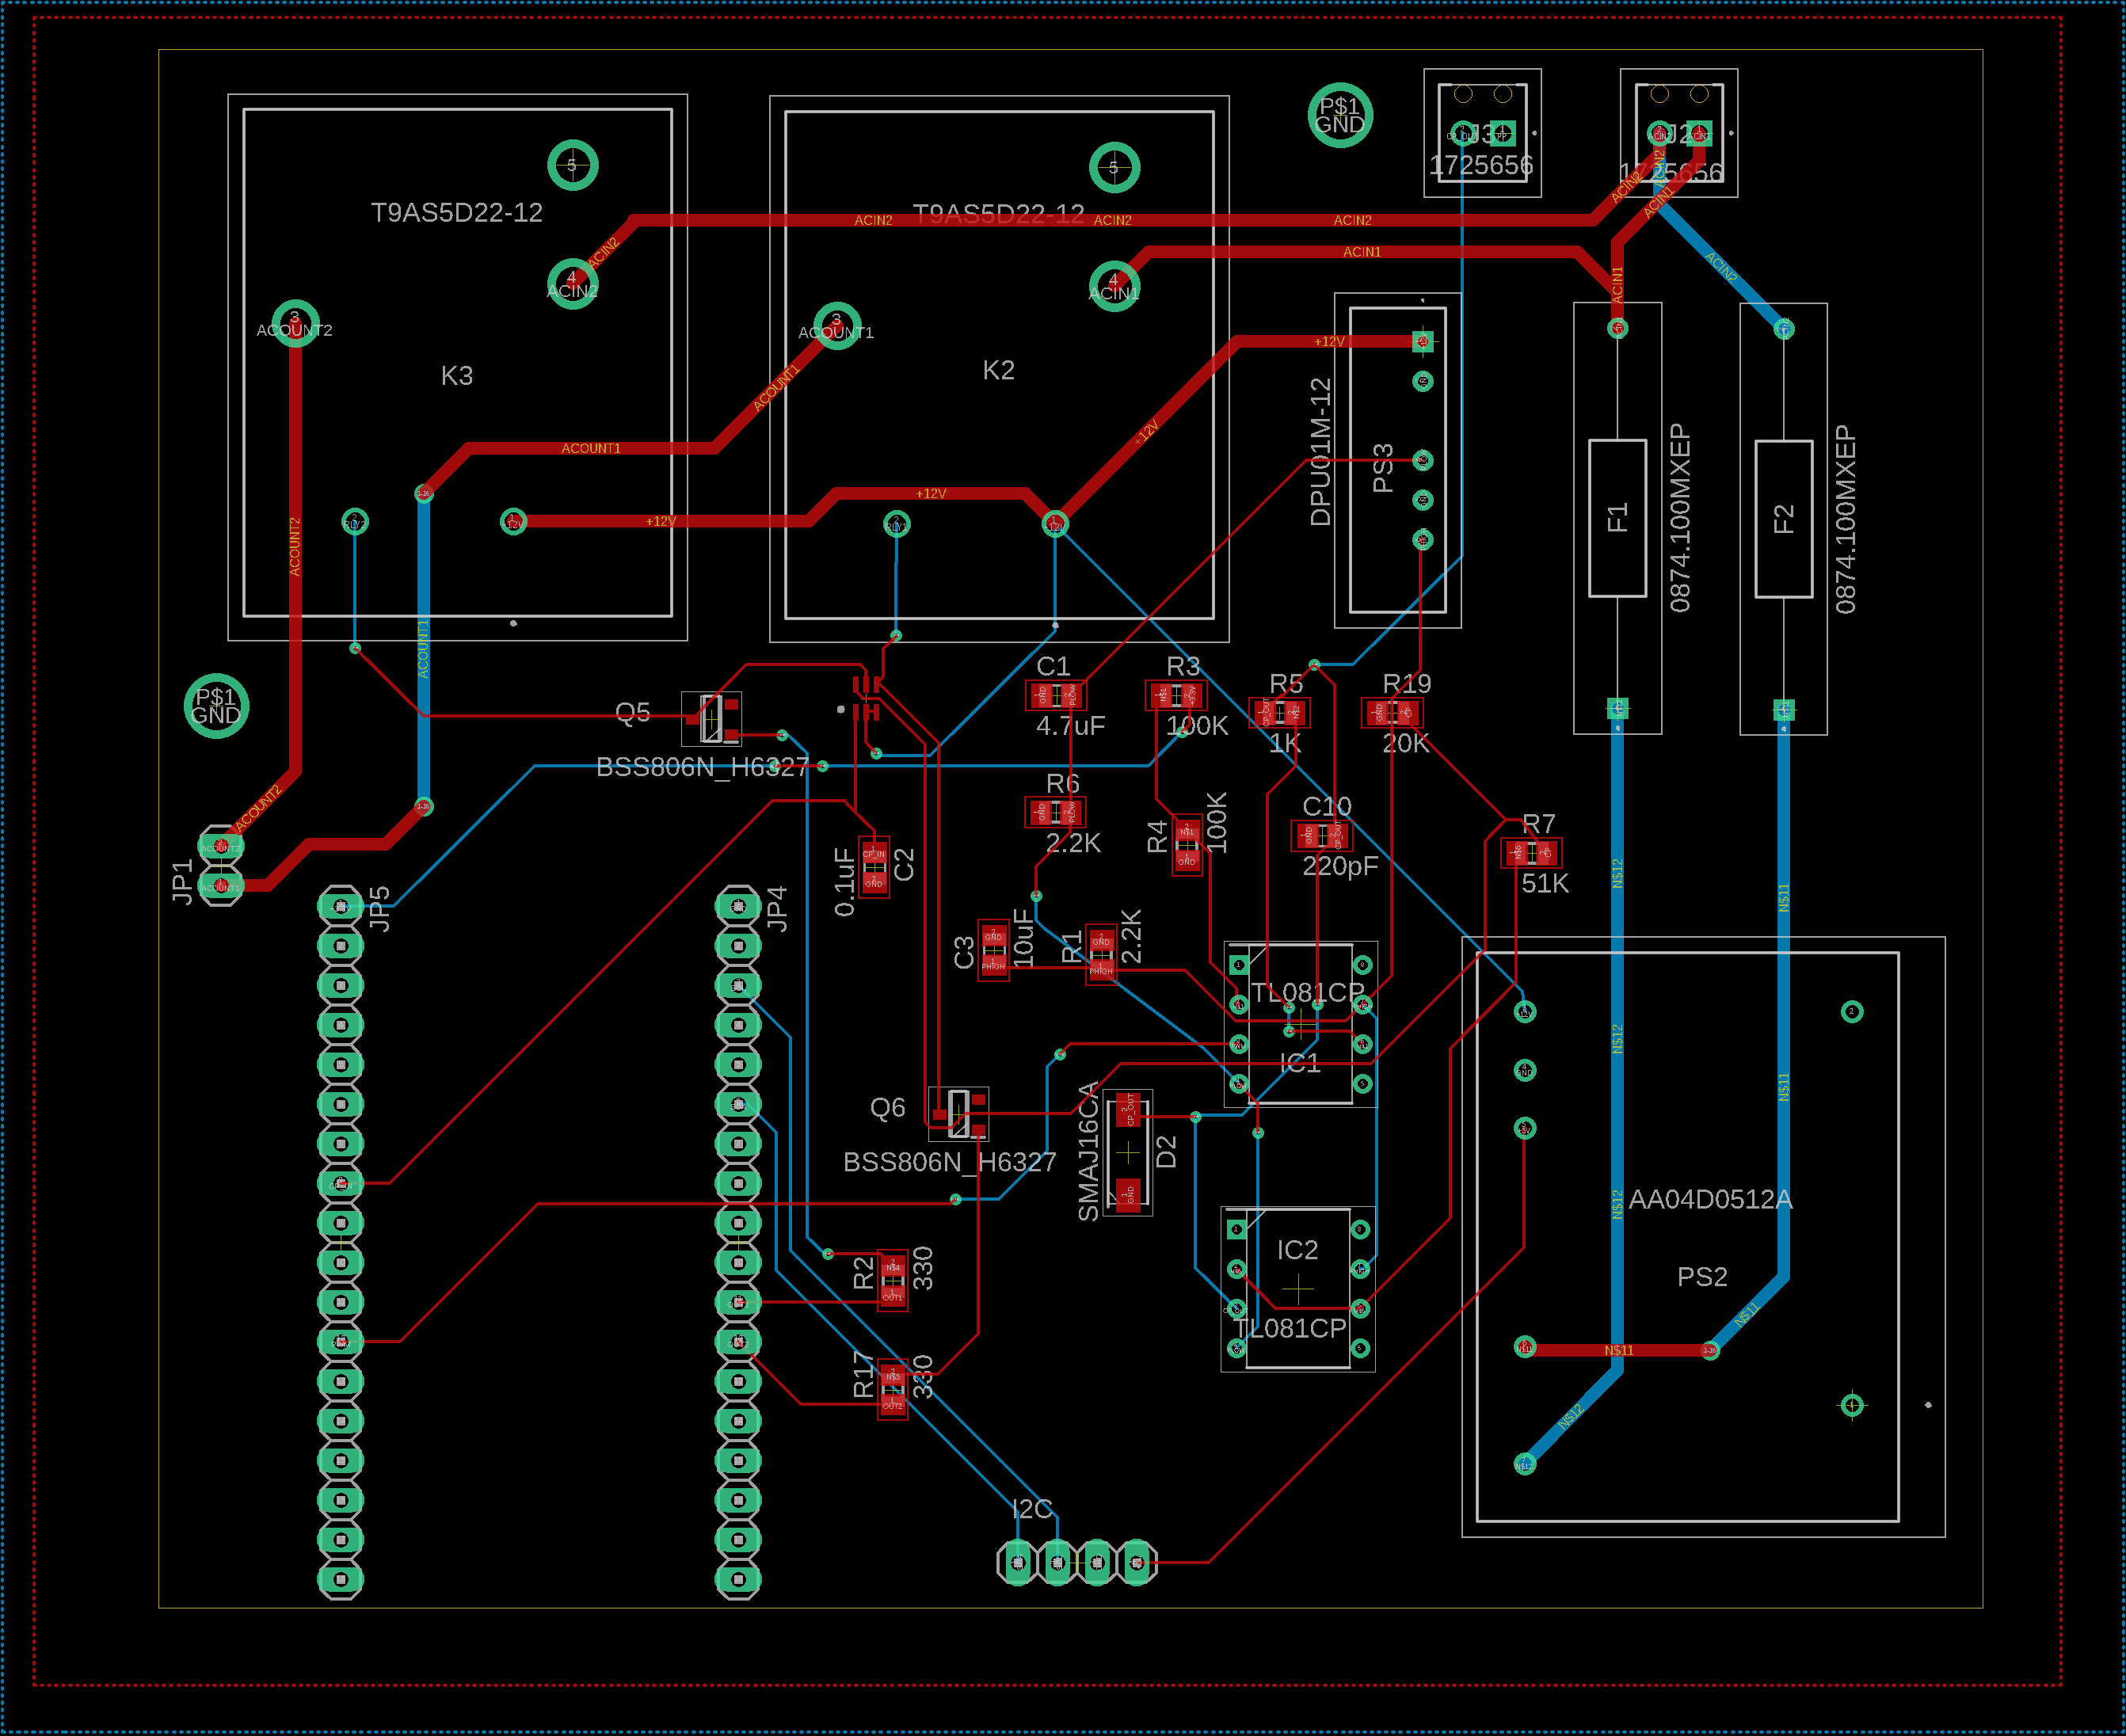 P$1
GND
J3
1725656
J2
1725656
5
5
T9AS5D22-12
T9AS5D22-12
ACIN2
ACIN2
ACIN2
ACIN2
ACIN2
ACIN2
ACIN1
ACIN1
ACIN1
ACIN2
4
ACIN2
4
ACIN1
3
ACOUNT2
3
ACOUNT1
K3
K2
ACOUNT1
ACOUNT1
+12V
+12V
+12V
+12V
DPU01M-12
PS3
F1
0874.100MXEP
F2
0874.100MXEP
ACOUNT2
ACOUNT1
ACOUNT2
P$1
GND
Q5
BSS806N_H6327
C1
4.7uF
R3
100K
R5
1K
R19
20K
R6
2.2K
R4
100K
C10
220pF
R7
51K
0.1uF
C2
JP1
JP5
JP4
C3
10uF
R1
2.2K
TL081CP
IC1
Q6
BSS806N_H6327
SMAJ16CA
D2
IC2
TL081CP
R2
330
R17
330
I2C
N$12
N$12
N$12
N$12
N$11
N$11
N$11
N$11
AA04D0512A
PS2